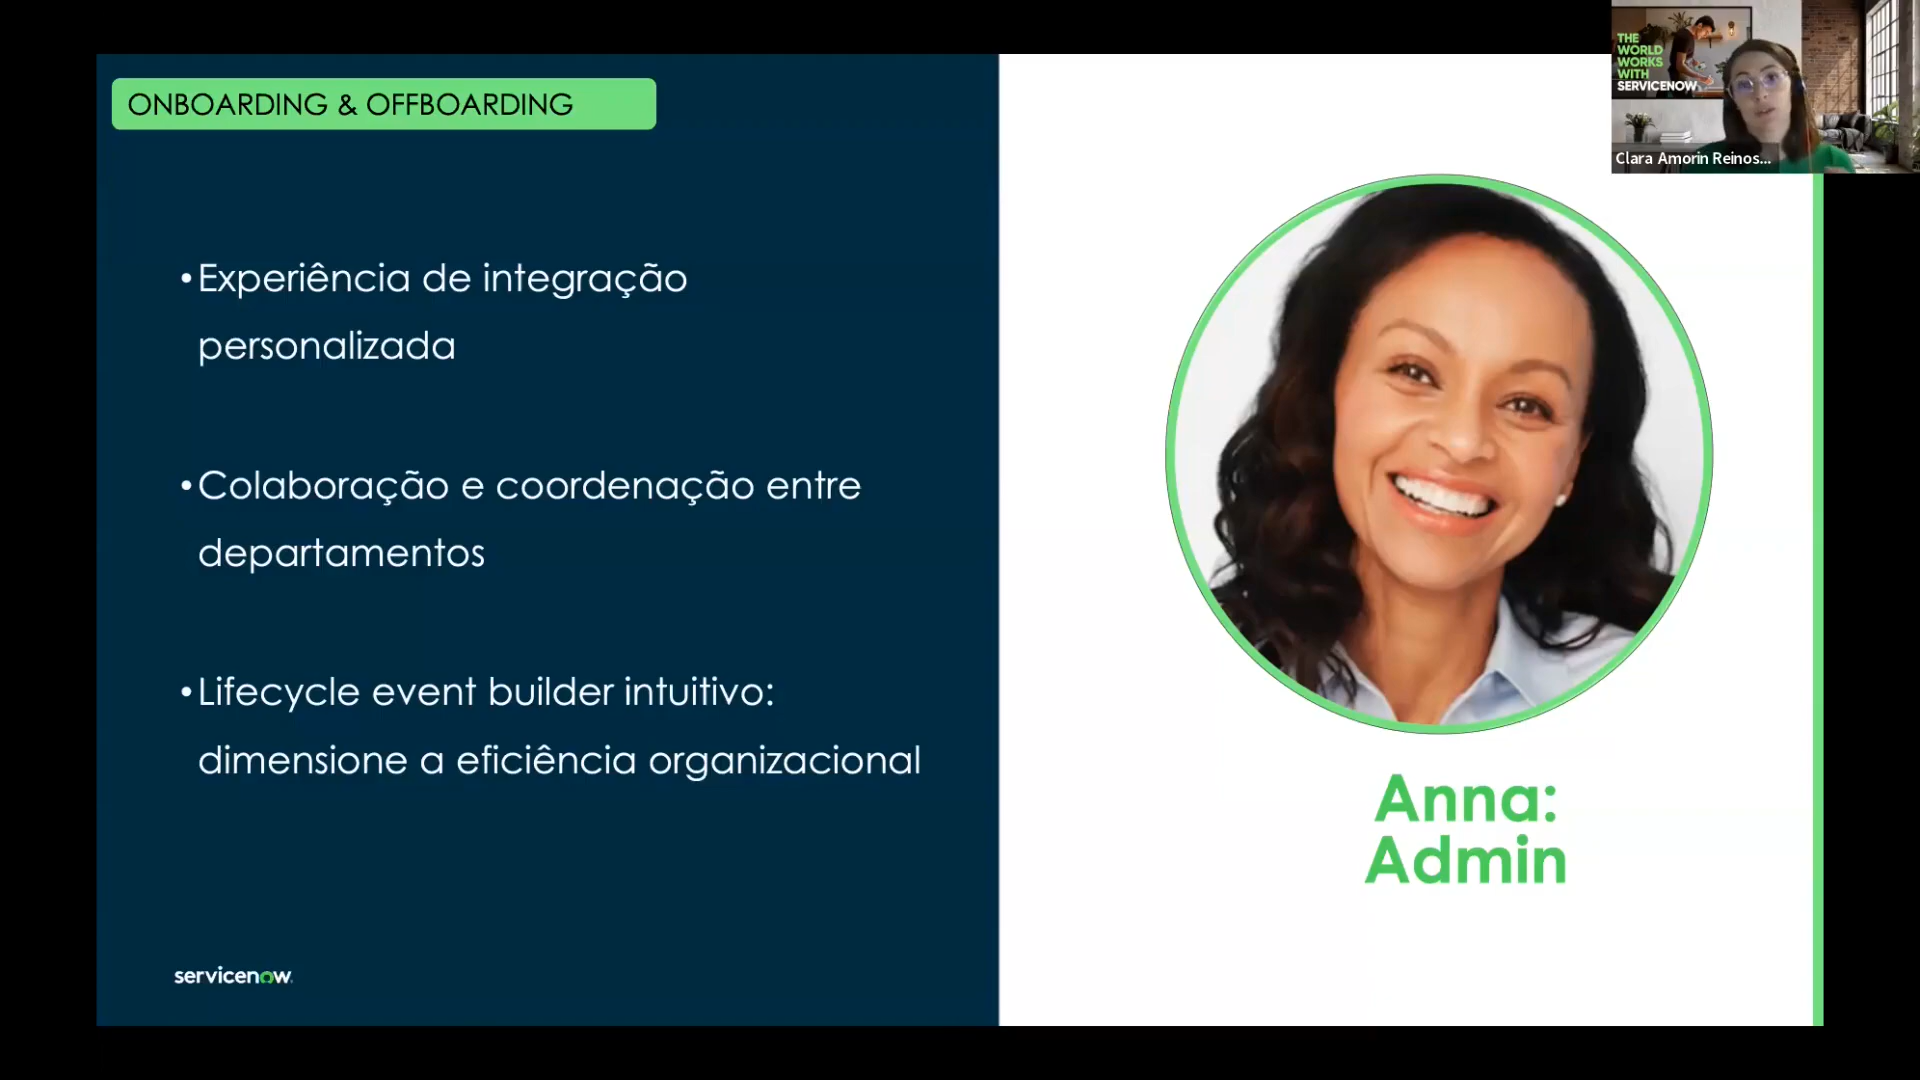 ONBOARDING & OFFBOARDING
•Experiência de integração
personalizada
•Colaboração e coordenação entre
departamentos
•Lifecycle event builder intuitivo:
dimensione a eficiência organizacional
servicenow
THE
WORLD
WORKS
WITH
SERVICENOW
Clara Amorin Reinos...
Anna:
Admin